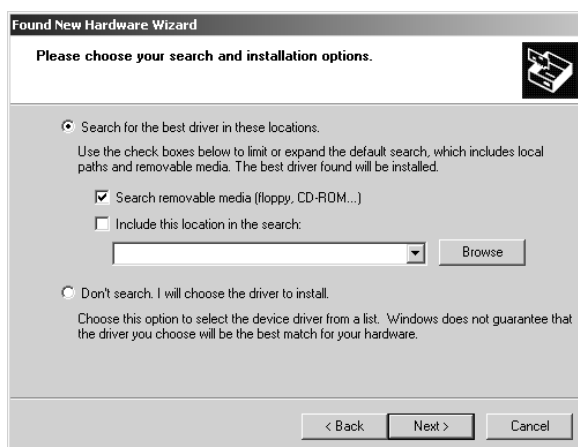 Found New Hardware Wizard
Please choose your search and installation options.
Search for the best driver in these locations.
Use the check boxes below to limit or expand the default search, which includes local
paths and removable media. The best driver found will be installed.
Search removable media (floppy, CD-ROM...)
Include this location in the search:
Browse
Don't search. I will choose the driver to install.
Choose this option to select the device driver from a list. Windows does not guarantee that
the driver you choose will be the best match for your hardware.
< Back Next > Cancel